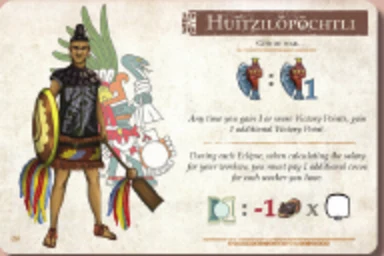 HUITZILOPOCHTLI
GOD OF WAR
: 1
Any time you gain 1 or more Victory Points, gain
1 additional Victory Point.
During each Eclipse, when calculating the salary
for your workers, you must pay 1 additional cocoa
for each worker you have.
: -1 X